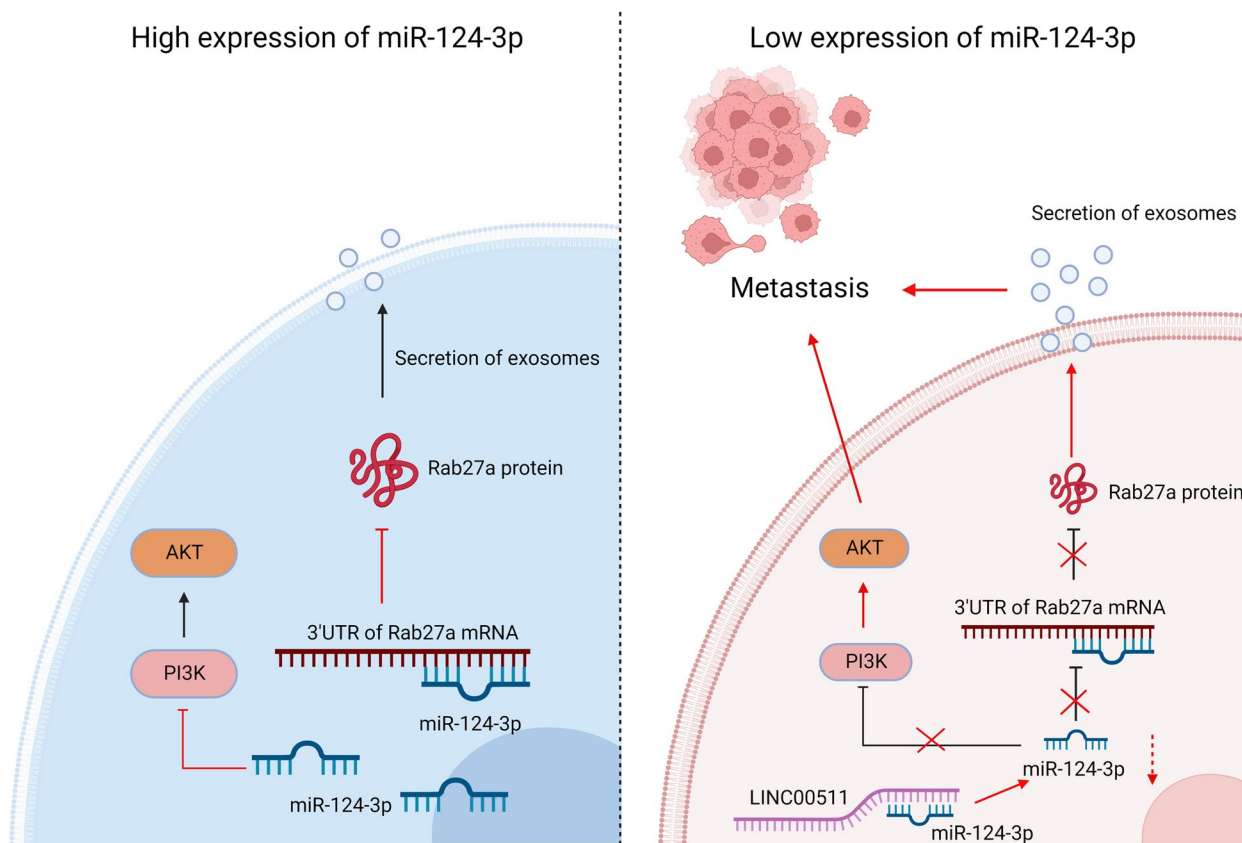 High expression of miR-124-3p
Secretion of exosomes
Rab27a protein
AKT
3'UTR of Rab27a mRNA
PI3K
miR-124-3p
miR-124-3p
Low expression of miR-124-3p
Secretion of exosomes
Metastasis
Rab27a protein
AKT
3'UTR of Rab27a mRNA
PI3K
miR-124-3p
LINC00511
miR-124-3p